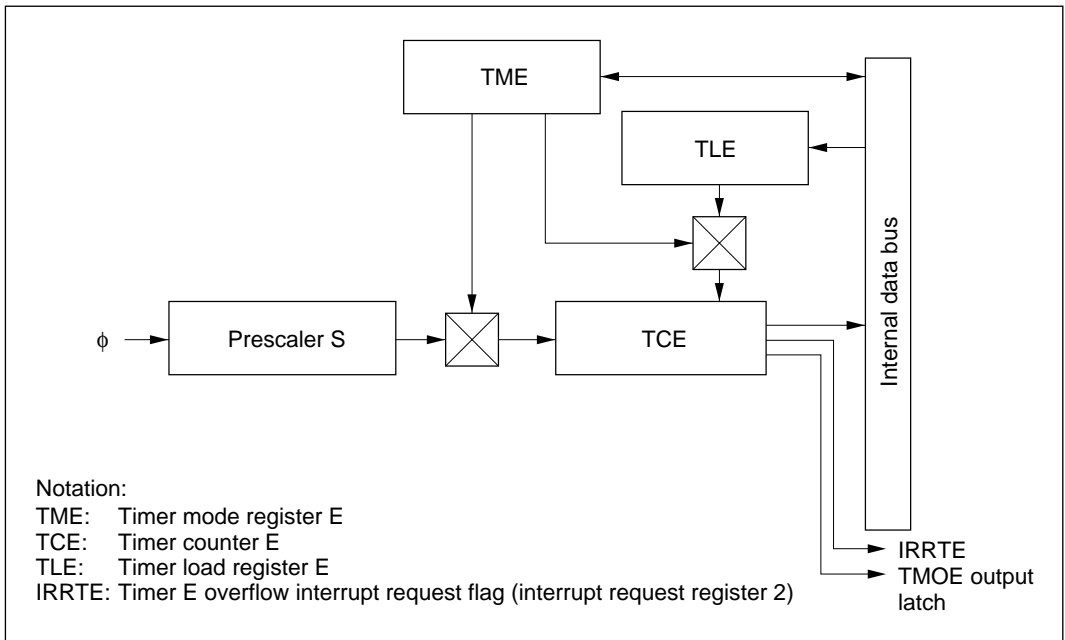 TME
TLE
Internal data bus
ϕ
Prescaler S
TCE
Notation:
TME: Timer mode register E
TCE: Timer counter E
TLE: Timer load register E
IRRTE: Timer E overflow interrupt request flag (interrupt request register 2)
IRRTE
TMOE output
latch